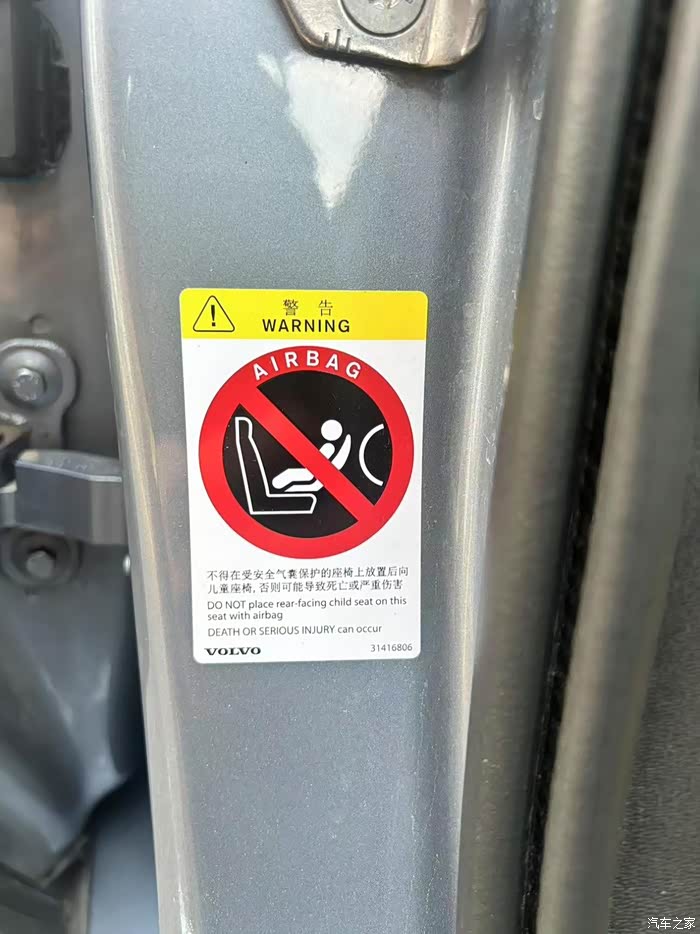 警 告
WARNING
AIRBAG
不得在受安全气囊保护的座椅上放置后向
儿童座椅,否则可能导致死亡或严重伤害
DO NOT place rear-facing child seat on this
seat with airbag
DEATH OR SERIOUS INJURY can occur
VOLVO 31416806
汽车之家